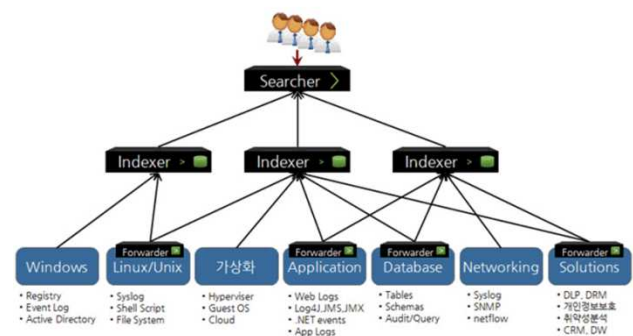 Searcher >
Indexer >
Indexer >
Indexer >
Forwarder >
Forwarder >
Forwarder >
Forwarder >
Windows
Linux/Unix
가상화
Application
Database
Networking
Solutions
• Registry
• Event Log
• Active Directory
• Syslog
• Shell Script
• File System
• Hyperviser
• Guest OS
• Cloud
• Web Logs
• Log4J,JMS,JMX
• .NET events
• App Logs
• Tables
• Schemas
• Audit/Query
• Syslog
• SNMP
• netflow
• DLP, DRM
• 개인정보보호
• 취약성분석
• CRM, DW